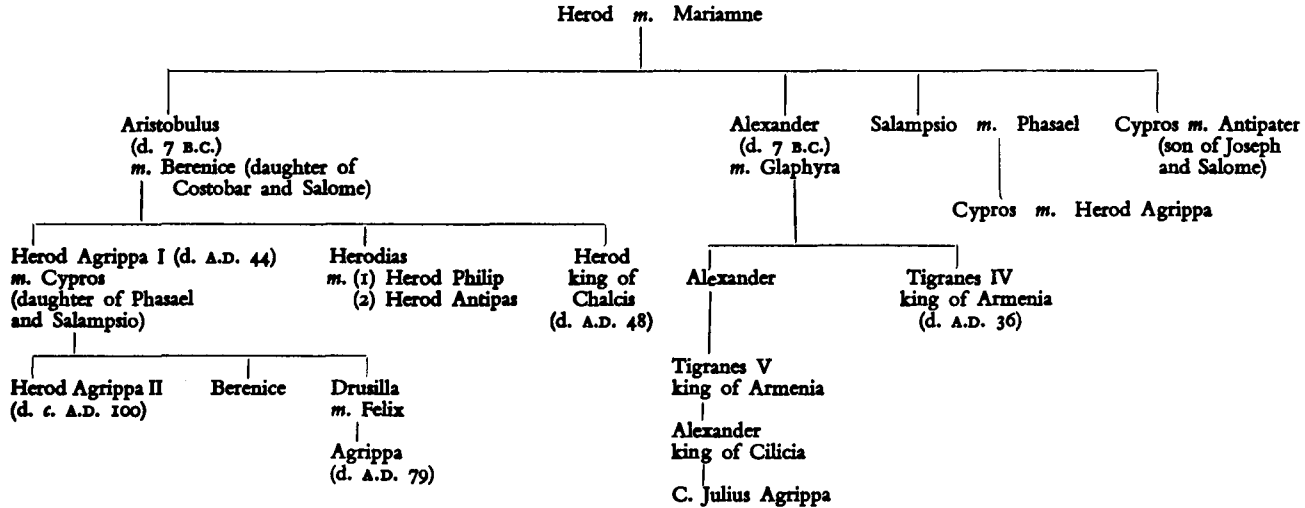 Herod m. Mariamne
Aristobulus
(d. 7 B.C.)
m. Berenice (daughter of
Costobar and Salome)
Alexander
(d. 7 B.C.)
m. Glaphyra
Salampsio m. Phasael
Cypros m. Antipater
(son of Joseph
and Salome)
Cypros m. Herod Agrippa
Herod Agrippa I (d. A.D. 44)
m. Cypros
(daughter of Phasael
and Salampsio)
Herodias
m. (1) Herod Philip
(2) Herod Antipas
Herod
king of
Chalcis
(d. A.D. 48)
Alexander
Tigranes IV
king of Armenia
(d. A.D. 36)
Herod Agrippa II
(d. c. A.D. 100)
Berenice
Drusilla
m. Felix
Agrippa
(d. A.D. 79)
Tigranes V
king of Armenia
Alexander
king of Cilicia
C. Julius Agrippa